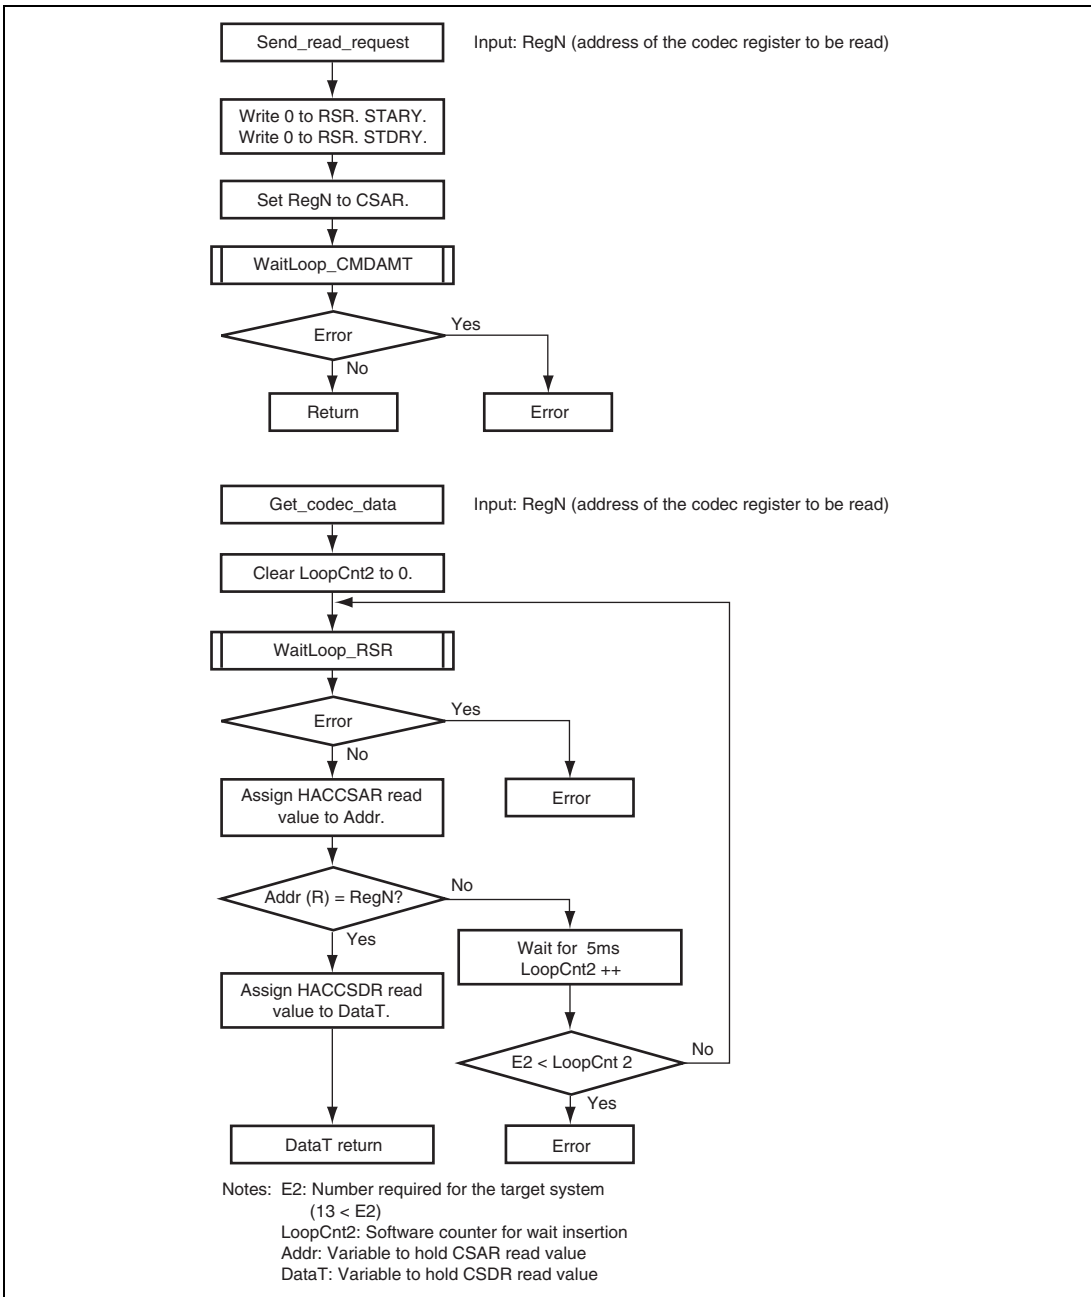 Send_read_request
Input: RegN (address of the codec register to be read)
Write 0 to RSR. STARY.
Write 0 to RSR. STDRY.
Set RegN to CSAR.
WaitLoop_CMDAMT
Error
Yes
No
Return
Error
Get_codec_data
Input: RegN (address of the codec register to be read)
Clear LoopCnt2 to 0.
WaitLoop_RSR
Error
Yes
No
Error
Assign HACCSAR read
value to Addr.
Addr (R) = RegN?
No
Yes
Wait for  5ms
LoopCnt2 ++
Assign HACCSDR read
value to DataT.
E2 < LoopCnt 2
No
Yes
DataT return
Error
Notes: E2: Number required for the target system
(13 < E2)
LoopCnt2: Software counter for wait insertion
Addr: Variable to hold CSAR read value
DataT: Variable to hold CSDR read value